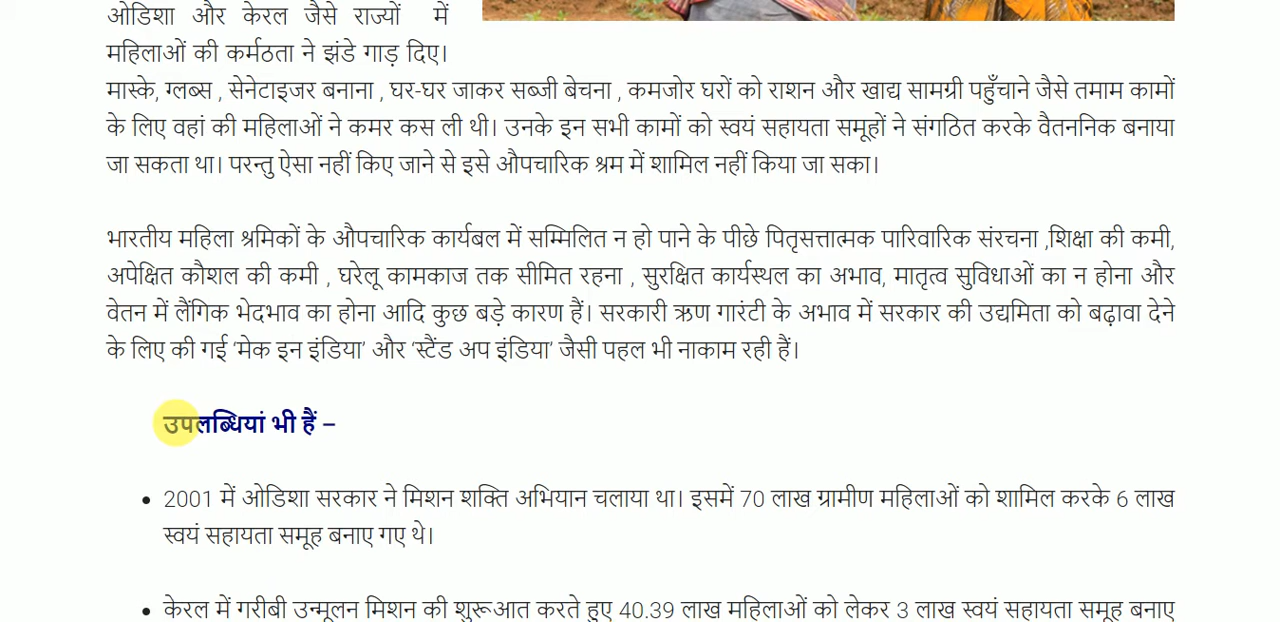 ओडिशा और केरल जैसे राज्यों में
महिलाओं की कर्मठता ने झंडे गाड़ दिए।
मास्के, ग्लब्स , सेनेटाइजर बनाना , घर-घर जाकर सब्जी बेचना , कमजोर घरों को राशन और खाद्य सामग्री पहुँचाने जैसे तमाम कामों
के लिए वहां की महिलाओं ने कमर कस ली थी। उनके इन सभी कामों को स्वयं सहायता समूहों ने संगठित करके वैतननिक बनाया
जा सकता था। परन्तु ऐसा नहीं किए जाने से इसे औपचारिक श्रम में शामिल नहीं किया जा सका।
भारतीय महिला श्रमिकों के औपचारिक कार्यबल में सम्मिलित न हो पाने के पीछे पितृसत्तात्मक पारिवारिक संरचना ,शिक्षा की कमी,
अपेक्षित कौशल की कमी , घरेलू कामकाज तक सीमित रहना , सुरक्षित कार्यस्थल का अभाव, मातृत्व सुविधाओं का न होना और
वेतन में लैंगिक भेदभाव का होना आदि कुछ बड़े कारण हैं। सरकारी ऋण गारंटी के अभाव में सरकार की उद्यमिता को बढ़ावा देने
के लिए की गई ‘मेक इन इंडिया’ और ‘स्टैंड अप इंडिया’ जैसी पहल भी नाकाम रही हैं।
उपलब्धियां भी हैं –
• 2001 में ओडिशा सरकार ने मिशन शक्ति अभियान चलाया था। इसमें 70 लाख ग्रामीण महिलाओं को शामिल करके 6 लाख
स्वयं सहायता समूह बनाए गए थे।
• केरल में गरीबी उन्मूलन मिशन की शुरूआत करते हुए 40.39 लाख महिलाओं को लेकर 3 लाख स्वयं सहायता समूह बनाए